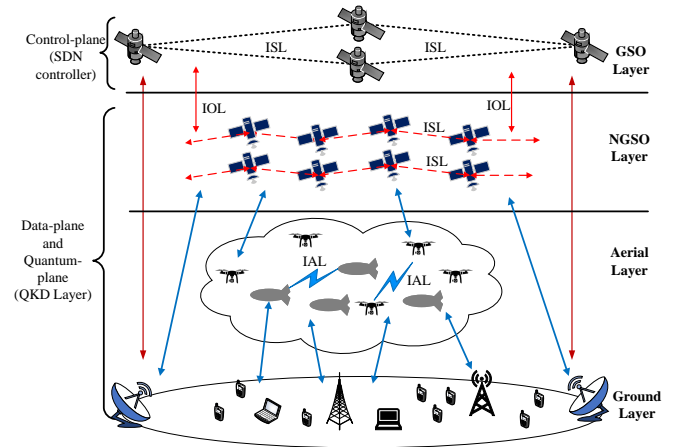 Control-plane
(SDN
controller)
ISL
ISL
GSO
Layer
IOL
IOL
ISL
ISL
NGSO
Layer
Data-plane
and
Quantum-
plane
(QKD Layer)
IAL
IAL
Aerial
Layer
Ground
Layer